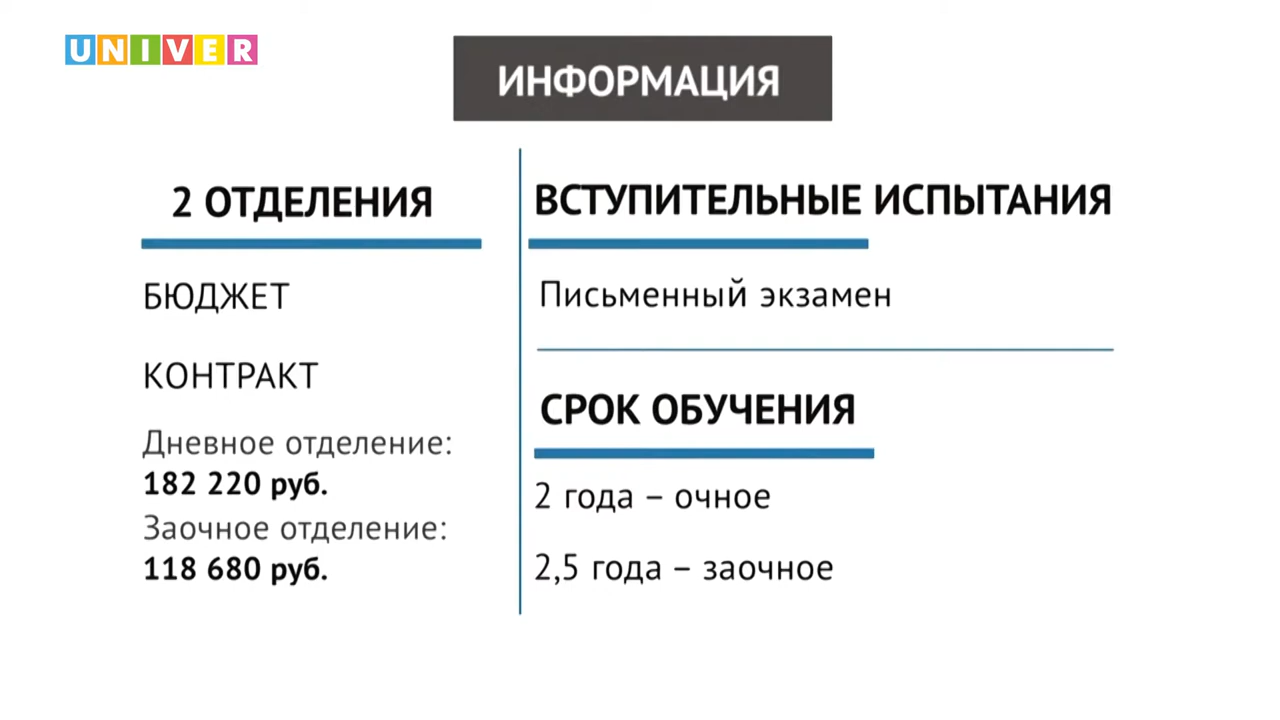 UNIVER
ИНФОРМАЦИЯ
2 ОТДЕЛЕНИЯ
БЮДЖЕТ
КОНТРАКТ
Дневное отделение:
182 220 руб.
Заочное отделение:
118 680 руб.
ВСТУПИТЕЛЬНЫЕ ИСПЫТАНИЯ
Письменный экзамен
СРОК ОБУЧЕНИЯ
2 года – очное
2,5 года – заочное